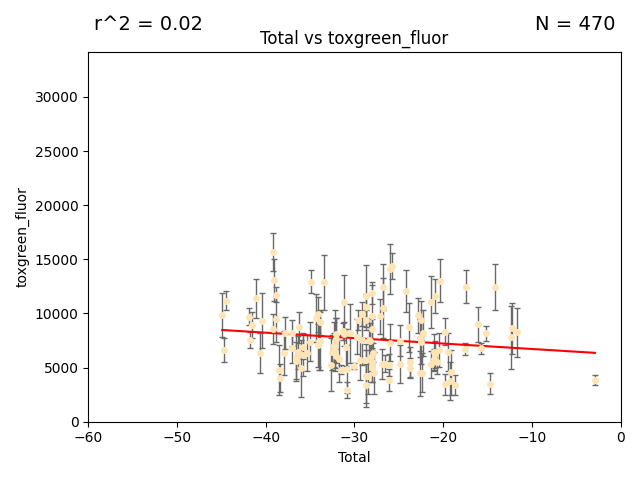 r^2 = 0.02
N = 470
Total vs toxgreen_fluor
30000
25000
20000
15000
10000
5000
0
toxgreen_fluor
−60
−50
−40
−30
−20
−10
0
Total